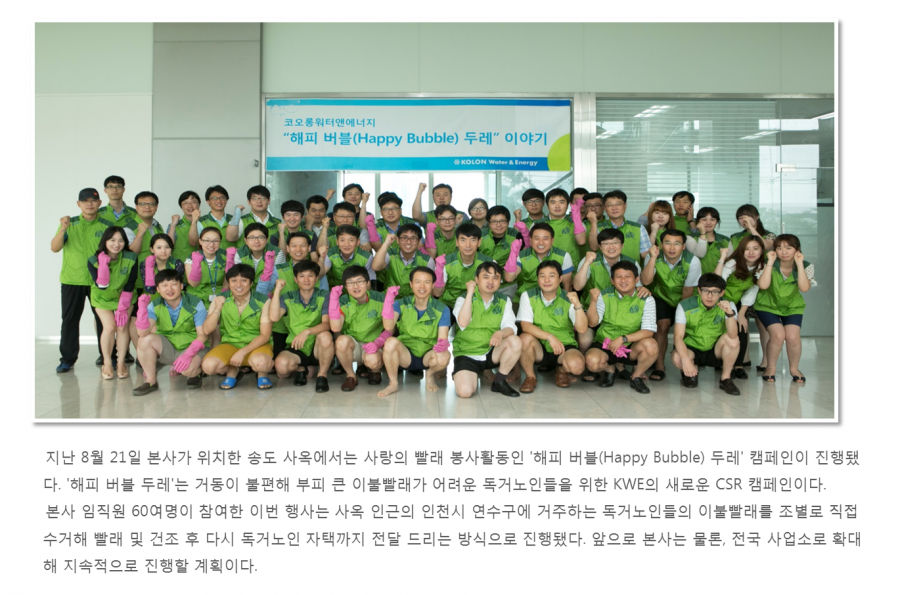 코오롱워터앤에너지
“해피 버블(Happy Bubble) 두레” 이야기
KOLON Water & Energy
지난 8월 21일 본사가 위치한 송도 사옥에서는 사랑의 빨래 봉사활동인 '해피 버블(Happy Bubble) 두레' 캠페인이 진행됐
다. '해피 버블 두레'는 거동이 불편해 부피 큰 이불빨래가 어려운 독거노인들을 위한 KWE의 새로운 CSR 캠페인이다.
본사 임직원 60여명이 참여한 이번 행사는 사옥 인근의 인천시 연수구에 거주하는 독거노인들의 이불빨래를 조별로 직접
수거해 빨래 및 건조 후 다시 독거노인 자택까지 전달 드리는 방식으로 진행됐다. 앞으로 본사는 물론, 전국 사업소로 확대
해 지속적으로 진행할 계획이다.